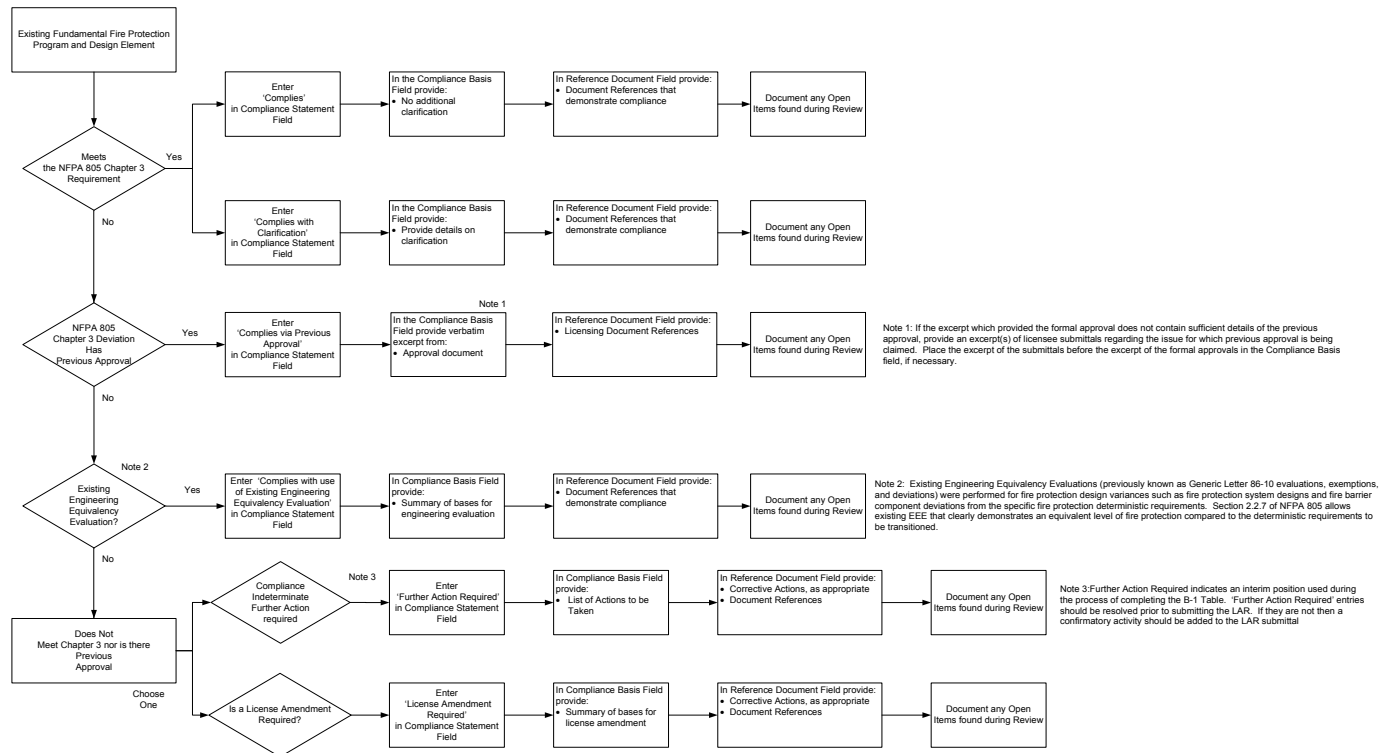 Existing Fundamental Fire Protection
Program and Design Element
Meets
the NFPA 805 Chapter 3
Requirement
Yes
No
Enter
'Complies'
in Compliance Statement
Field
In the Compliance Basis
Field provide:
• No additional
clarification
In Reference Document Field provide:
• Document References that
demonstrate compliance
Document any Open
Items found during Review
Enter
'Complies with
Clarification'
in Compliance Statement
Field
In the Compliance Basis
Field provide:
• Provide details on
clarification
In Reference Document Field provide:
• Document References that
demonstrate compliance
Document any Open
Items found during Review
NFPA 805
Chapter 3 Deviation
Has
Previous Approval
Yes
No
Enter
'Complies via Previous
Approval'
in Compliance Statement
Field
Note 1
In the Compliance Basis
Field provide verbatim
excerpt from:
• Approval document
In Reference Document Field provide:
• Licensing Document References
Document any Open
Items found during Review
Note 1: If the excerpt which provided the formal approval does not contain sufficient details of the previous
approval, provide an excerpt(s) of licensee submittals regarding the issue for which previous approval is being
claimed. Place the excerpt of the submittals before the excerpt of the formal approvals in the Compliance Basis
field, if necessary.
Note 2
Existing
Engineering
Equivalency
Evaluation?
Yes
No
Enter 'Complies with use
of Existing Engineering
Equivalency Evaluation'
in Compliance Statement
Field
In Compliance Basis Field
provide:
• Summary of bases for
engineering evaluation
In Reference Document Field provide:
• Document References that
demonstrate compliance
Document any Open
Items found during Review
Note 2: Existing Engineering Equivalency Evaluations (previously known as Generic Letter 86-10 evaluations, exemptions,
and deviations) were performed for fire protection design variances such as fire protection system designs and fire barrier
component deviations from the specific fire protection deterministic requirements. Section 2.2.7 of NFPA 805 allows
existing EEE that clearly demonstrates an equivalent level of fire protection compared to the deterministic requirements to
be transitioned.
Does Not
Meet Chapter 3 nor is there
Previous
Approval
Choose
One
Compliance
Indeterminate
Further Action
required
Note 3
Enter
'Further Action Required'
in Compliance Statement
Field
In Compliance Basis Field
provide:
• List of Actions to be
Taken
In Reference Document Field provide:
• Corrective Actions, as appropriate
• Document References
Document any Open
Items found during Review
Note 3:Further Action Required indicates an interim position used during
the process of completing the B-1 Table. 'Further Action Required' entries
should be resolved prior to submitting the LAR. If they are not then a
confirmatory activity should be added to the LAR submittal
Is a License Amendment
Required?
Enter
'License Amendment
Required'
in Compliance Statement
Field
In Compliance Basis Field
provide:
• Summary of bases for
license amendment
In Reference Document Field provide:
• Corrective Actions, as appropriate
• Document References
Document any Open
Items found during Review